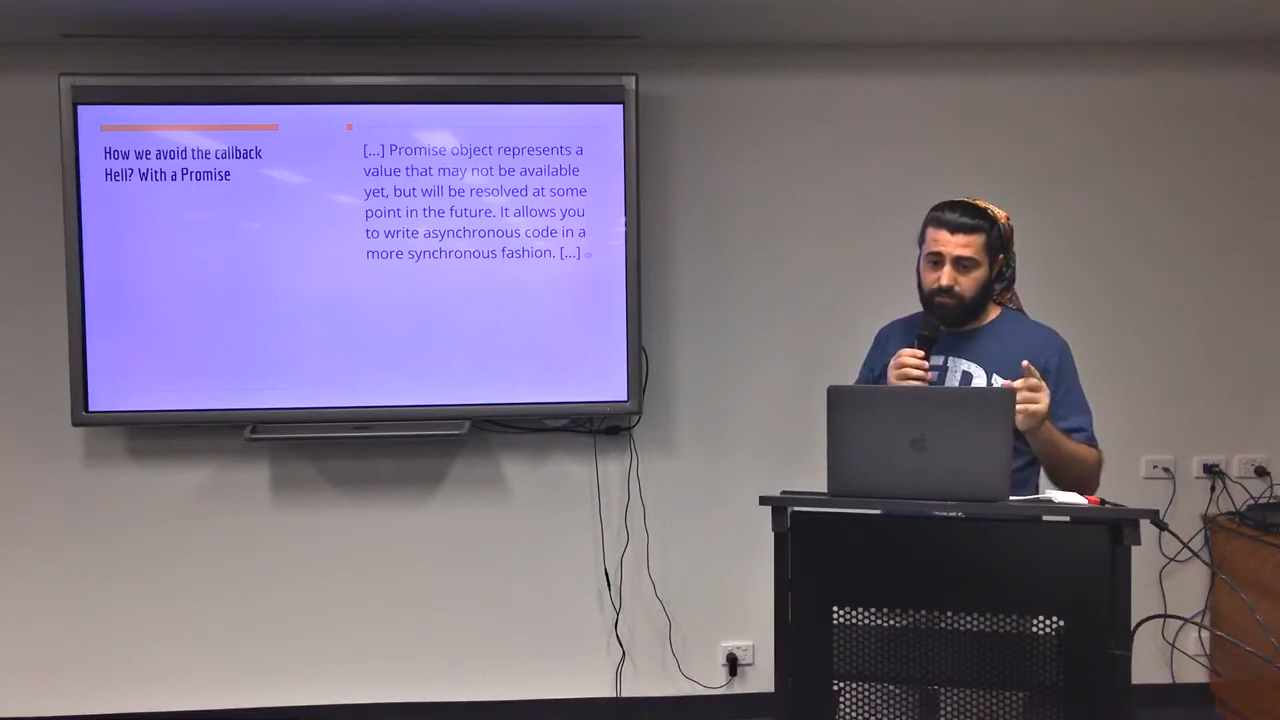 How we avoid the callback
Hell? With a Promise
[...] Promise object represents a
value that may not be available
yet, but will be resolved at some
point in the future. It allows you
to write asynchronous code in a
more synchronous fashion. [...] (2)